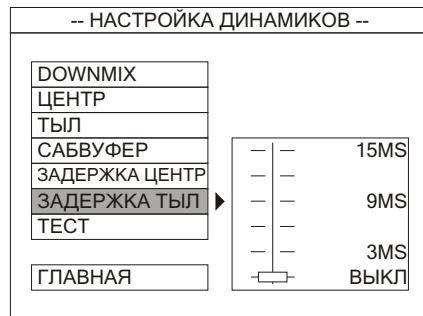 -- НАСТРОЙКА ДИНАМИКОВ --
DOWNMIX
ЦЕНТР
ТЫЛ
САБВУФЕР
ЗАДЕРЖКА ЦЕНТР
ЗАДЕРЖКА ТЫЛ
ТЕСТ
ГЛАВНАЯ
15MS
9MS
3MS
ВЫКЛ